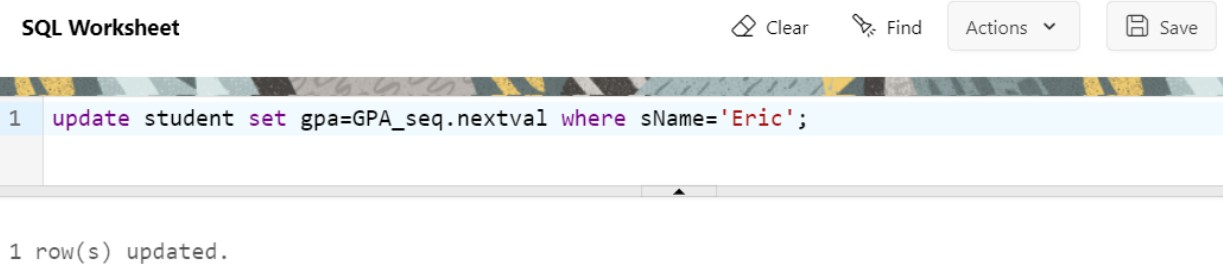 SQL Worksheet Clear Find Actions Save
1 update student set gpa=GPA_seq.nextval where sName='Eric';
1 row(s) updated.